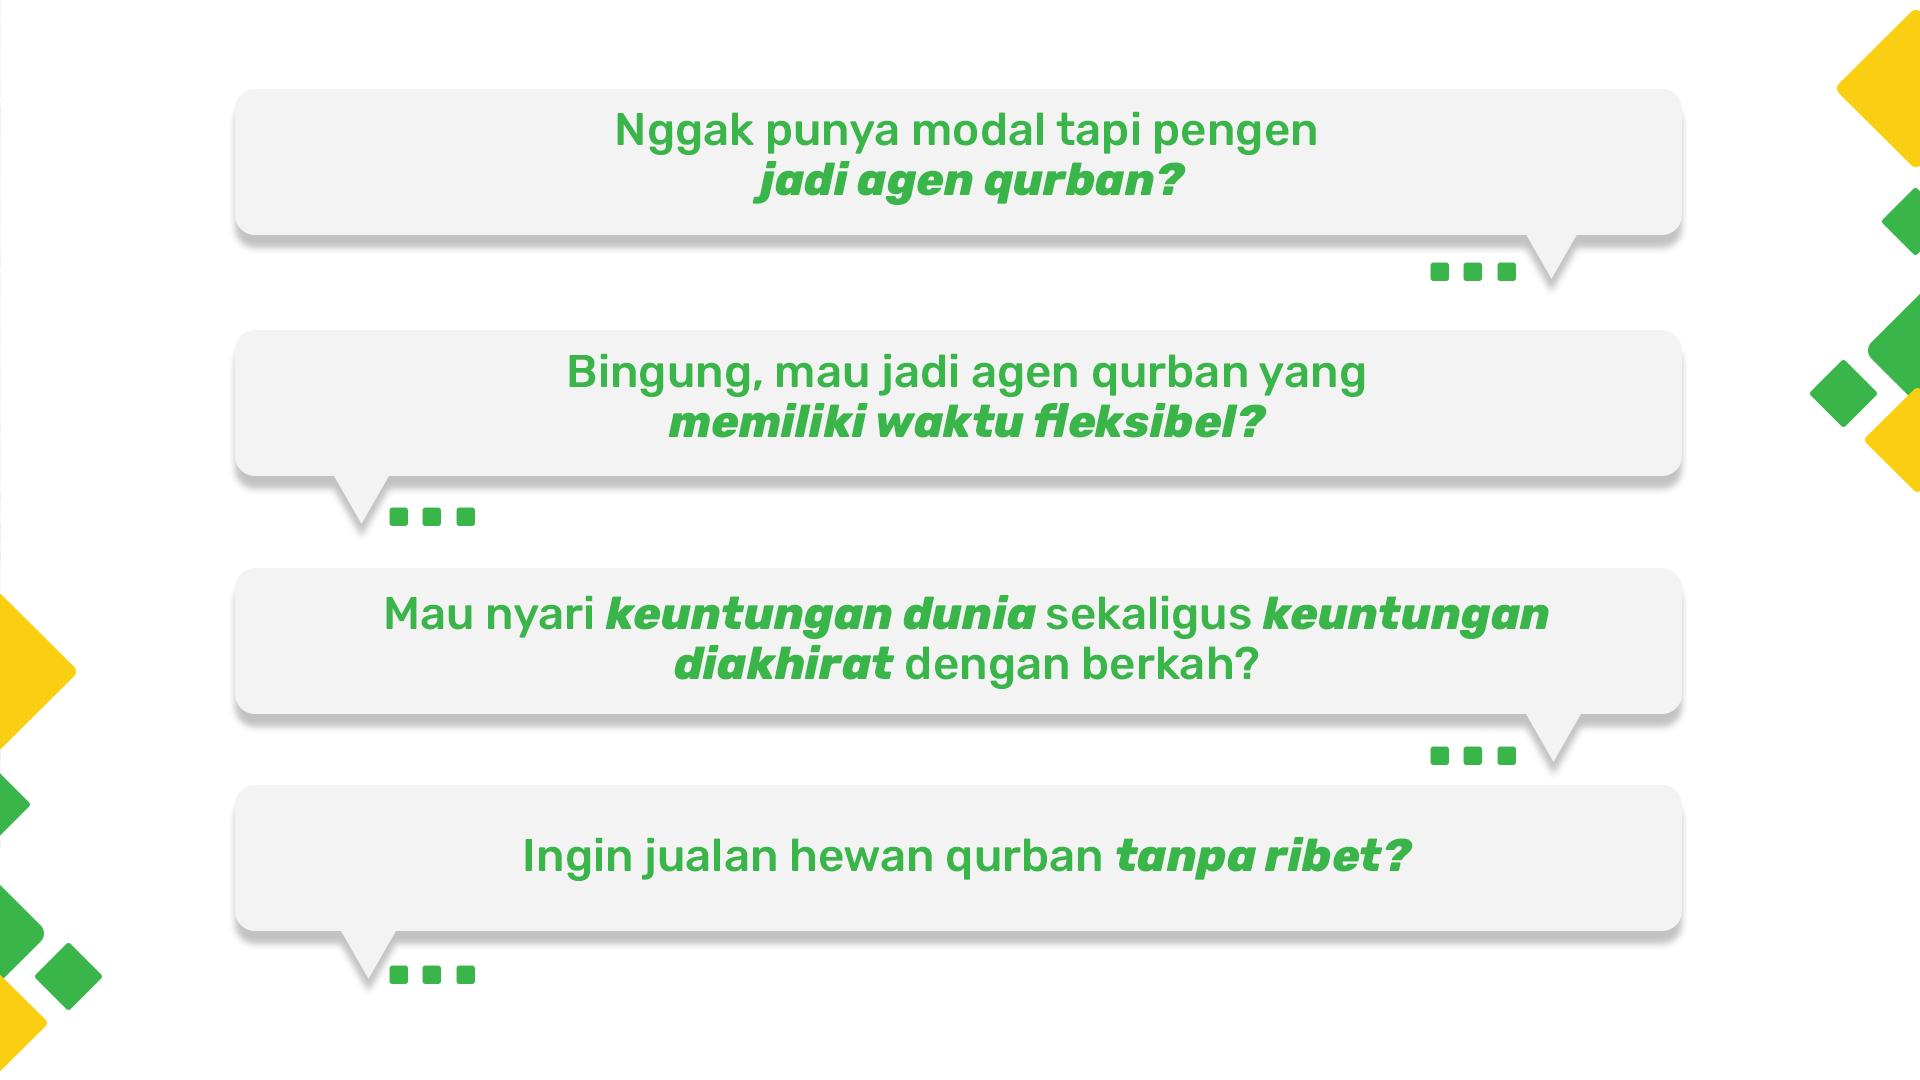 Nggak punya modal tapi pengen
jadi agen qurban?
Bingung, mau jadi agen qurban yang
memiliki waktu fleksibel?
Mau nyari keuntungan dunia sekaligus keuntungan
diakhirat dengan berkah?
Ingin jualan hewan qurban tanpa ribet?